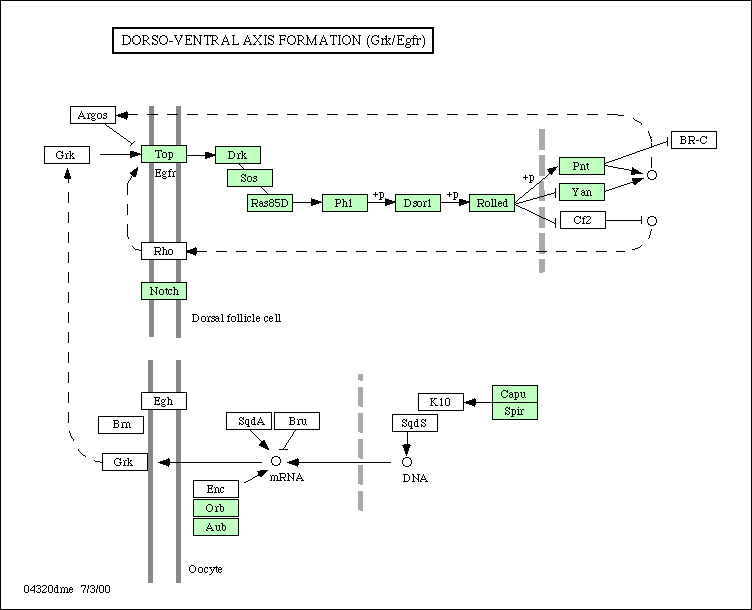 DORSO-VENTRAL AXIS FORMATION (Grk/Egfr)
Argos
BR-C
Grk
Top
Drk
Egfr
+p
Pnt
Sos
Yan
Ras85D
Ph1
+p
Dsor1
+p
Rolled
Cf2
Rho
Notch
Dorsal follicle cell
Egh
K10
Capu
Spir
Brn
SqdA
Bru
SqdS
Grk
mRNA
DNA
Enc
Orb
Aub
Oocyte
04320dme 7/3/00